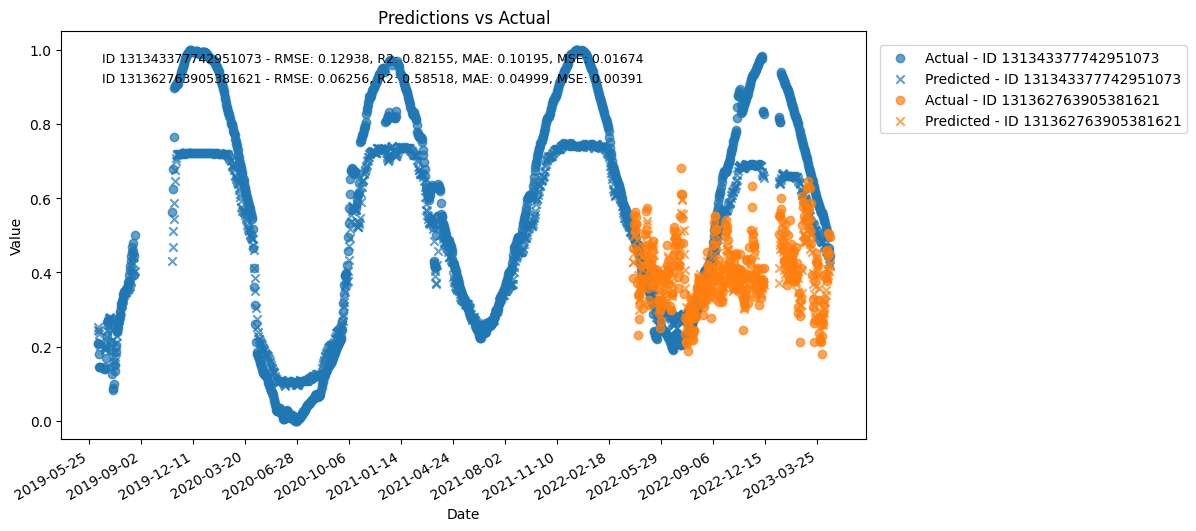 Predictions vs Actual
ID 131343377742951073 - RMSE: 0.12938, R2: 0.82155, MAE: 0.10195, MSE: 0.01674
ID 131362763905381621 - RMSE: 0.06256, R2: 0.58518, MAE: 0.04999, MSE: 0.00391
Actual - ID 131343377742951073
Predicted - ID 131343377742951073
Actual - ID 131362763905381621
Predicted - ID 131362763905381621
Value
1.0
0.8
0.6
0.4
0.2
0.0
2019-05-25
2019-09-02
2019-12-11
2020-03-20
2020-06-28
2020-10-06
2021-01-14
2021-04-24
2021-08-02
2021-11-10
2022-02-18
2022-05-29
2022-09-06
2022-12-15
2023-03-25
Date